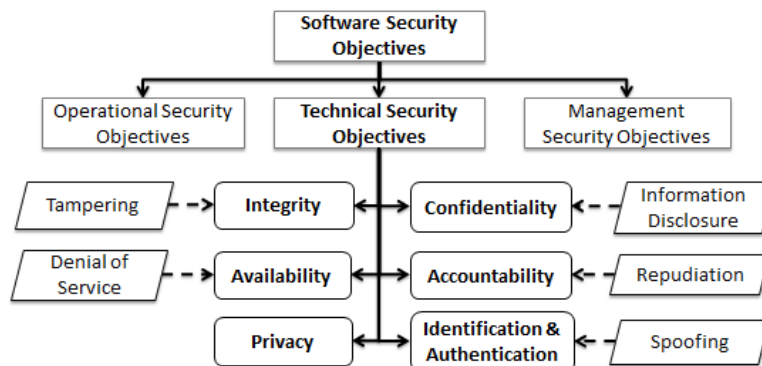 Software Security
Objectives
Operational Security
Objectives
Technical Security
Objectives
Management
Security Objectives
Tampering
Integrity
Confidentiality
Information
Disclosure
Denial of
Service
Availability
Accountability
Repudiation
Privacy
Identification &
Authentication
Spoofing